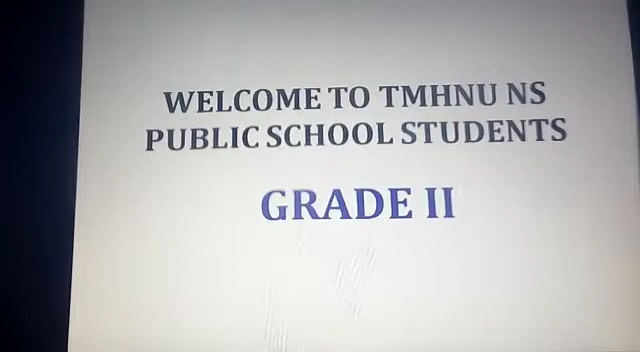 WELCOME TO TMHNU NS
PUBLIC SCHOOL STUDENTS
GRADE II